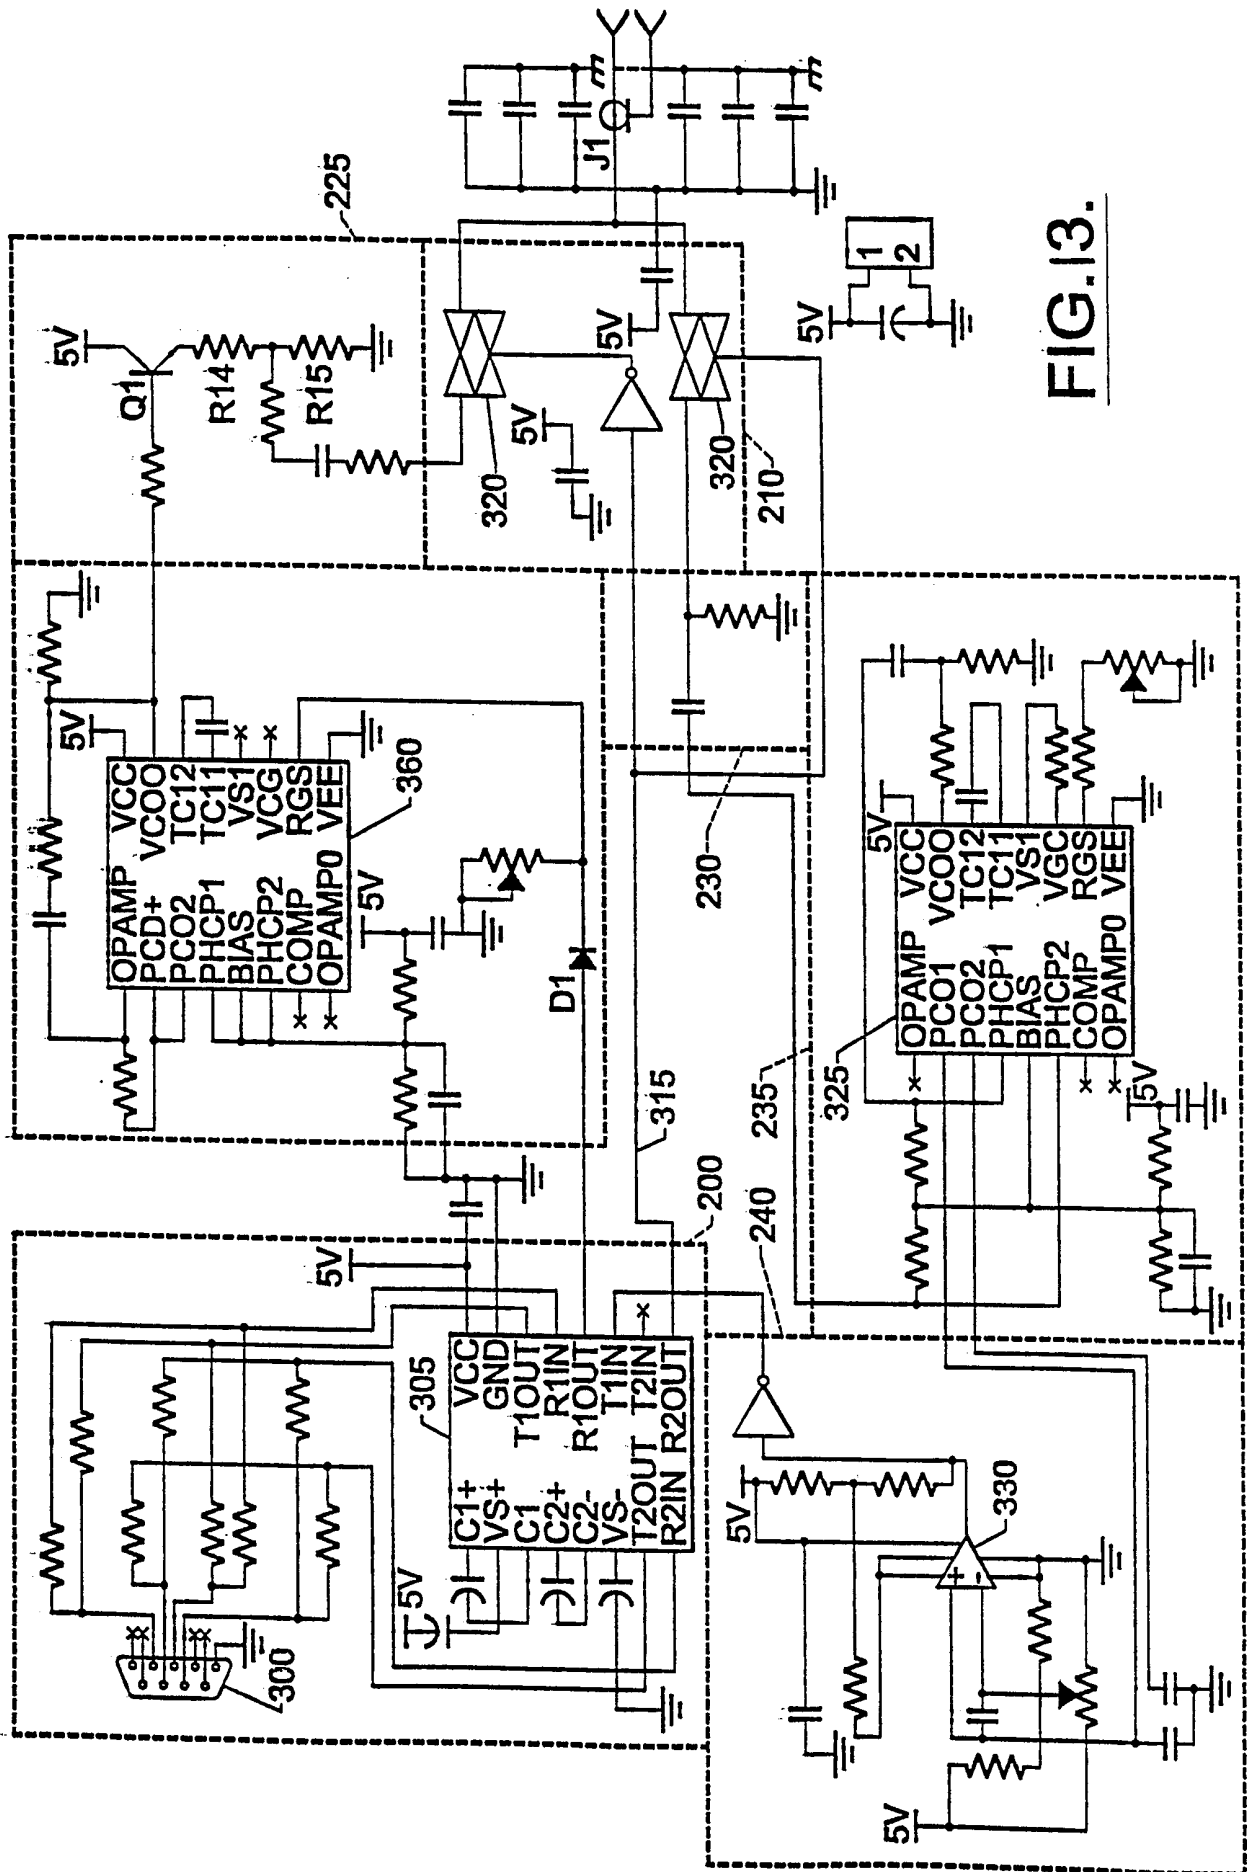 5V
225
Q1
R14
R15
J1
5V
OPAMP
VCC
PCD+
VCOO
PCO2
TC12
PHCP1
TC11
BIAS
VS1
PHCP2
VCG
COMP
RGS
OPAMP0
VEE
360
5V
320
5V
5V
320
210
5V
1
2
D1
230
315
235
200
240
5V
305
C1+
VCC
VS+
GND
C1
T1OUT
C2+
R1IN
C2-
R1OUT
VS-
T1IN
T2OUT
T2IN
R2IN
R2OUT
5V
300
325
5V
OPAMP
VCC
PCO1
VCOO
PCO2
TC12
PHCP1
TC11
BIAS
VS1
PHCP2
VGC
COMP
RGS
OPAMP0
VEE
5V
5V
+
-
330
5V
FIG.13.